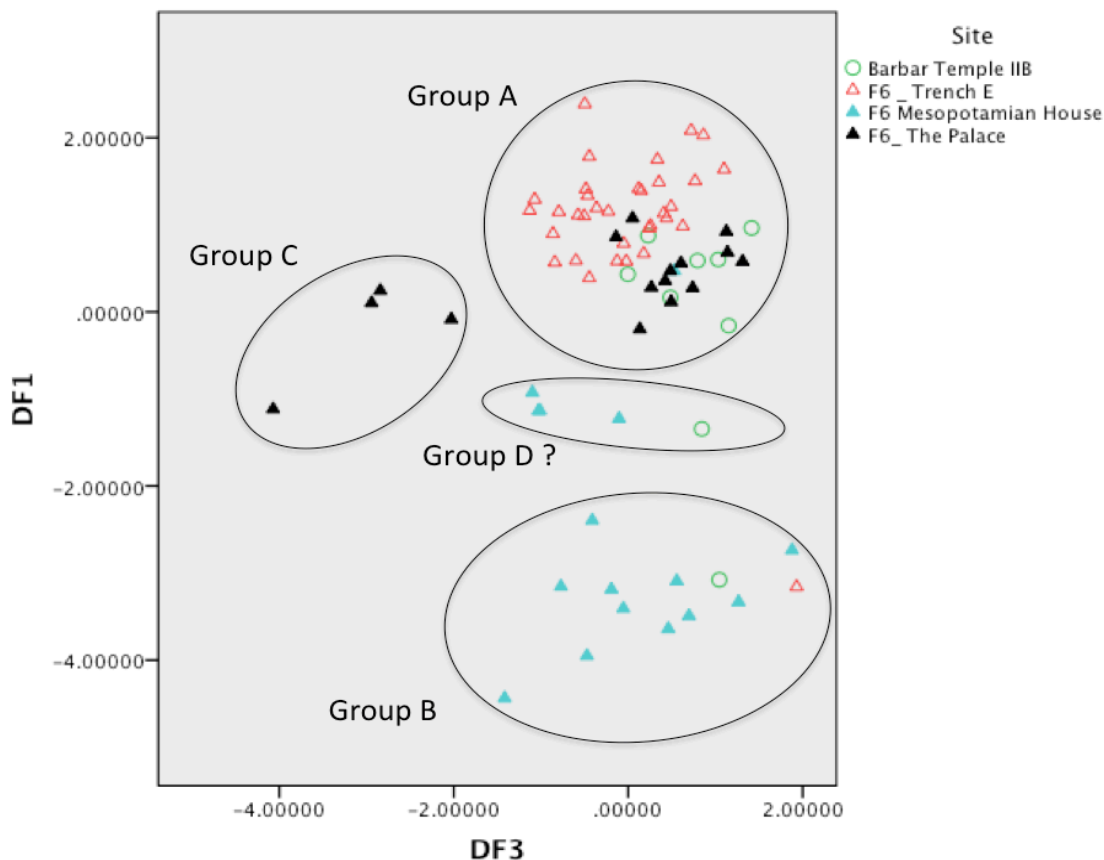 Site
Barbar Temple IIB
F6 _ Trench E
F6 Mesopotamian House
F6_ The Palace
Group A
2.00000
Group C
.00000
DF1
Group D ?
-2.00000
-4.00000
Group B
-4.00000 -2.00000 .00000 2.00000
DF3